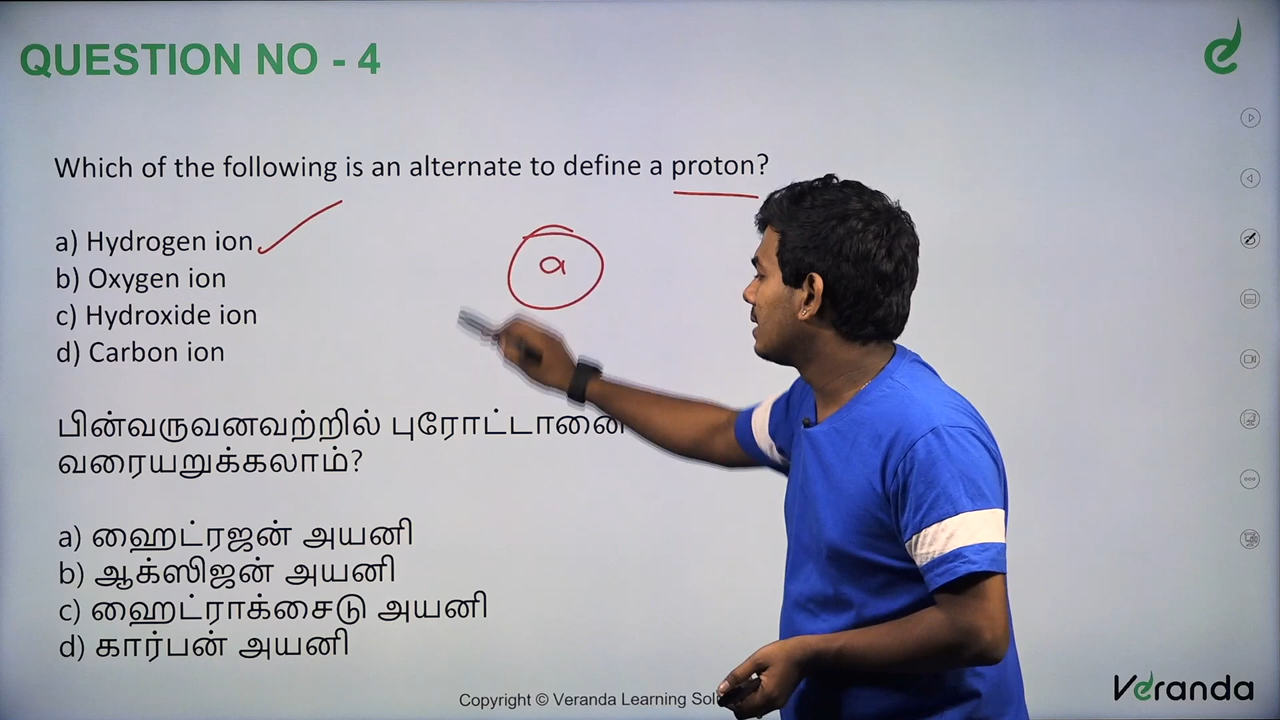 QUESTION NO - 4
Which of the following is an alternate to define a proton?
a) Hydrogen ion
a
b) Oxygen ion
c) Hydroxide ion
d) Carbon ion
பின்வருவனவற்றில் புரோட்டானை
வரையறுக்கலாம்?
a) ஹைட்ரஜன் அயனி
b) ஆக்ஸிஜன் அயனி
c) ஹைட்ராக்சைடு அயனி
d) கார்பன் அயனி
Copyright © Veranda Learning
Veranda